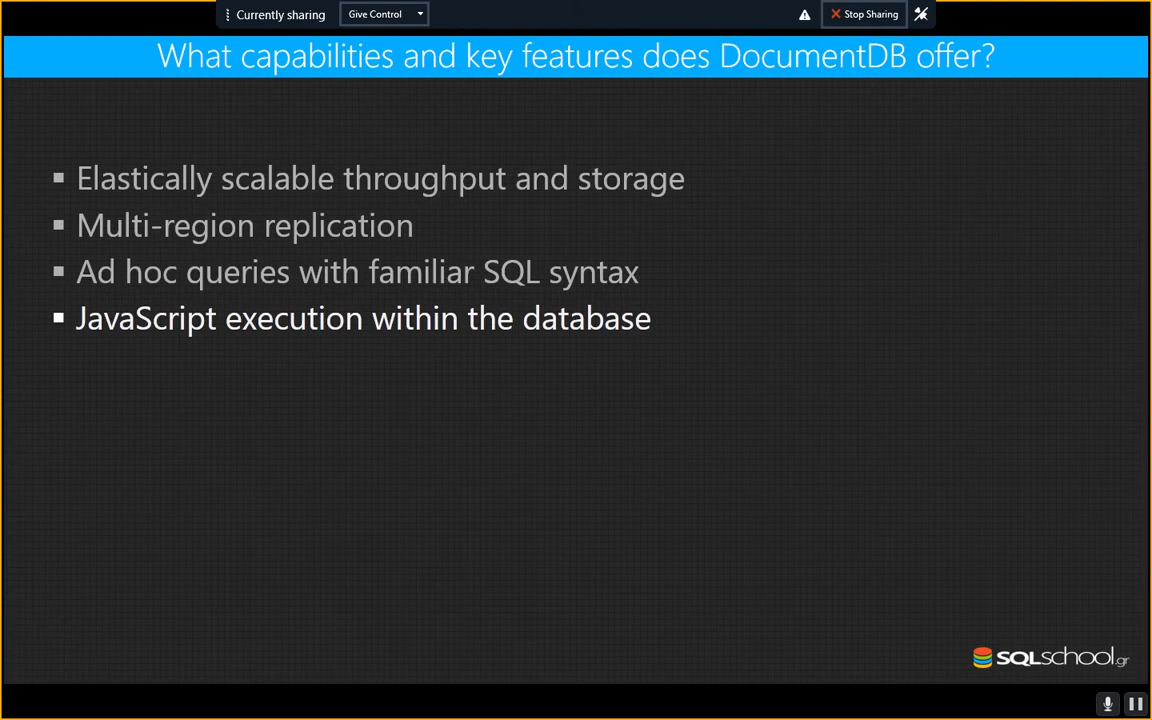 Currently sharing
Give Control
Stop Sharing
What capabilities and key features does DocumentDB offer?
▪ Elastically scalable throughput and storage
▪ Multi-region replication
▪ Ad hoc queries with familiar SQL syntax
▪ JavaScript execution within the database
SQLschool.gr